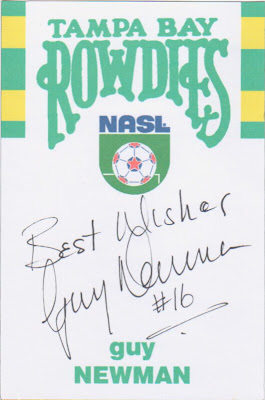 TAMPA BAY
ROWDIES
NASL
Best Wishes
Guy Newman
#16
guy
NEWMAN